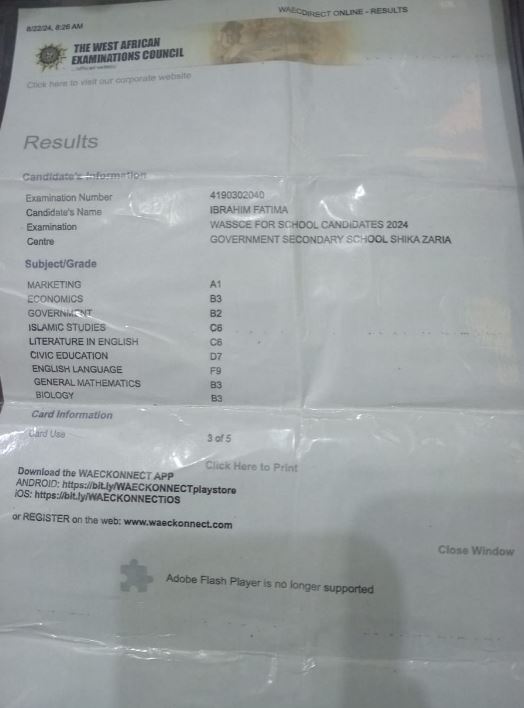 8/22/24, 8:26 AM
WAECDIRECT ONLINE - RESULTS
THE WEST AFRICAN
EXAMINATIONS COUNCIL
Click here to visit our corporate website
Results
Candidate's Information
Examination Number 4190302040
Candidate's Name IBRAHIM FATIMA
Examination WASSCE FOR SCHOOL CANDIDATES 2024
Centre GOVERNMENT SECONDARY SCHOOL SHIKA ZARIA
Subject/Grade
MARKETING A1
ECONOMICS B3
GOVERNMENT B2
ISLAMIC STUDIES C6
LITERATURE IN ENGLISH C6
CIVIC EDUCATION D7
ENGLISH LANGUAGE F9
GENERAL MATHEMATICS B3
BIOLOGY B3
Card Information
Card Use 3 of 5
Click Here to Print
Download the WAECKONNECT APP
ANDROID: https://bit.ly/WAECKONNECTplaystore
iOS: https://bit.ly/WAECKONNECTiOS
or REGISTER on the web: www.waeckonnect.com
Close Window
Adobe Flash Player is no longer supported